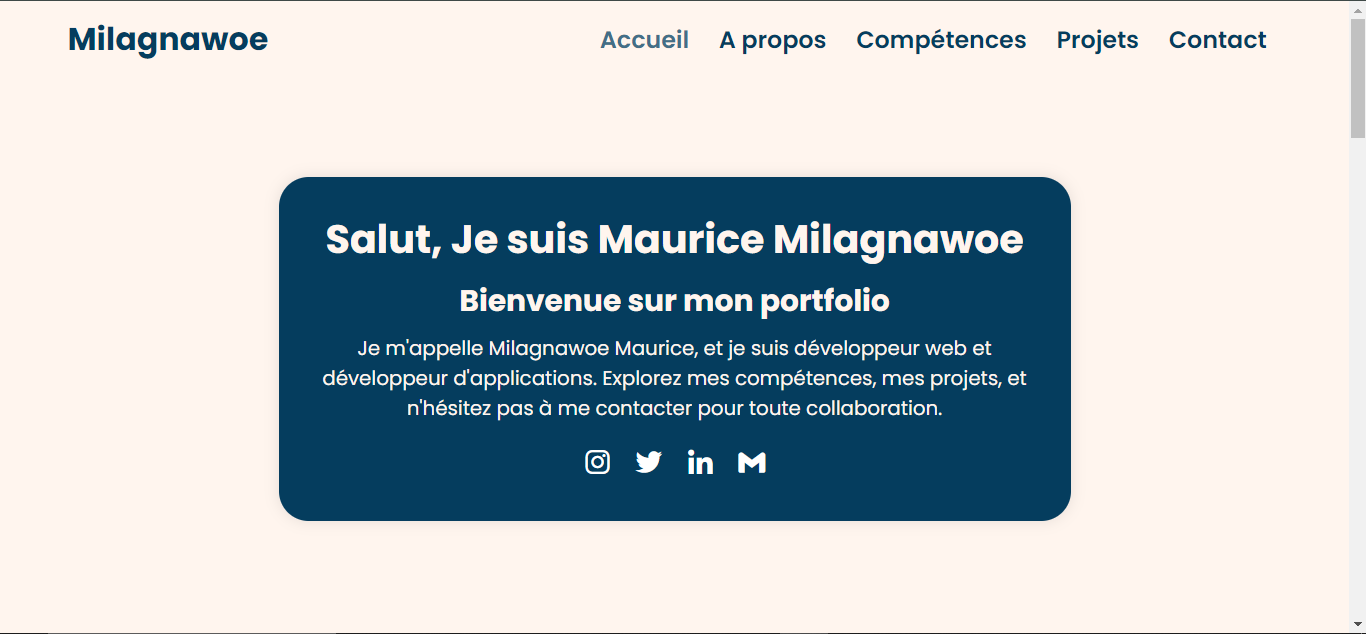 Milagnawoe
Accueil A propos Compétences Projets Contact
Salut, Je suis Maurice Milagnawoe
Bienvenue sur mon portfolio
Je m'appelle Milagnawoe Maurice, et je suis développeur web et
développeur d'applications. Explorez mes compétences, mes projets, et
n'hésitez pas à me contacter pour toute collaboration.